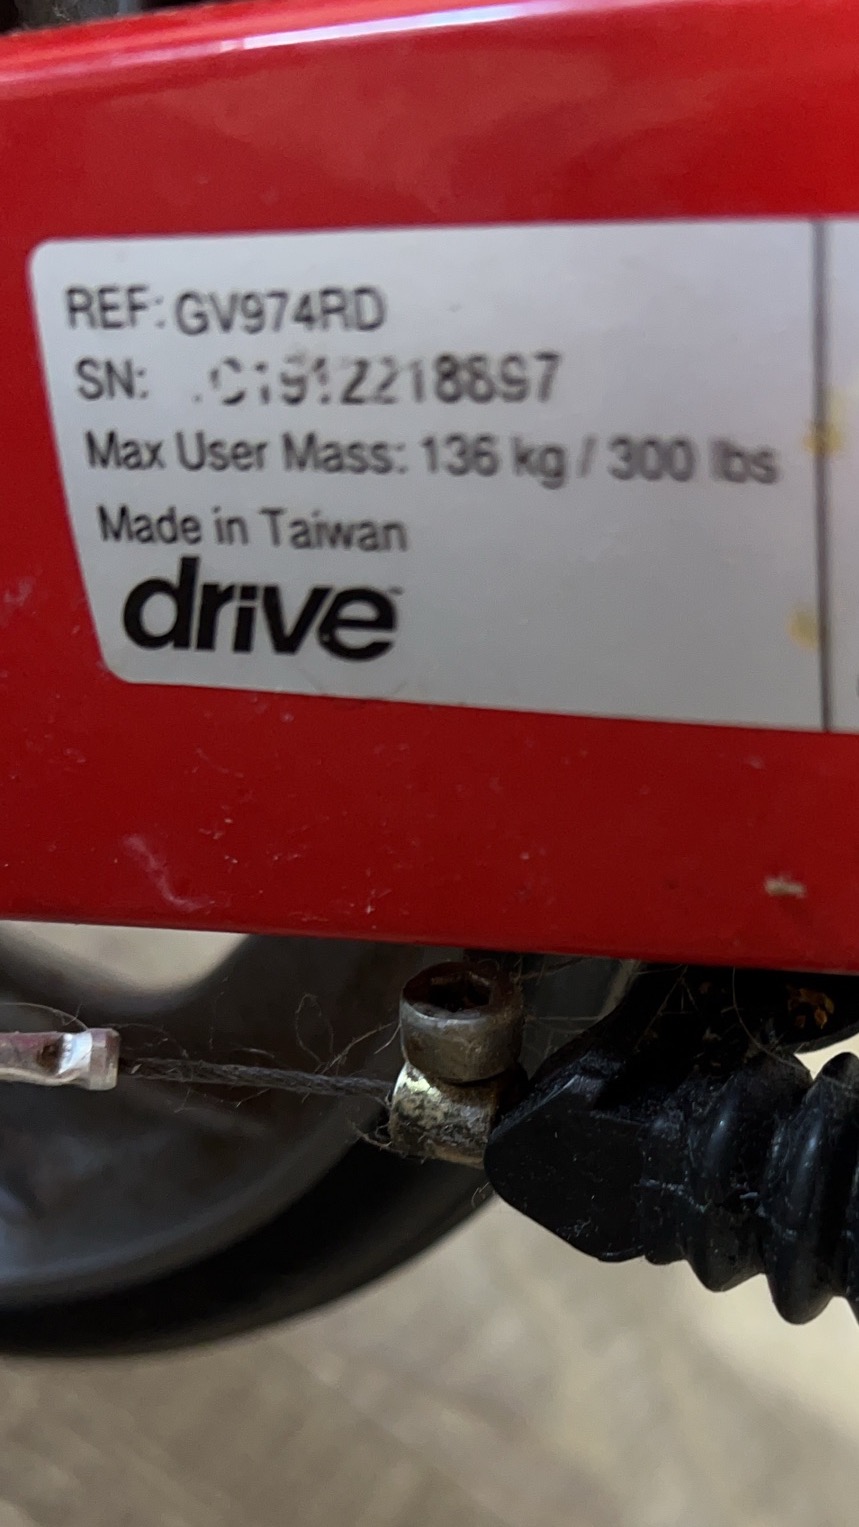 REF: GV974RD
SN:
Max User Mass: 136 kg / 300 lbs
Made in Taiwan
drive